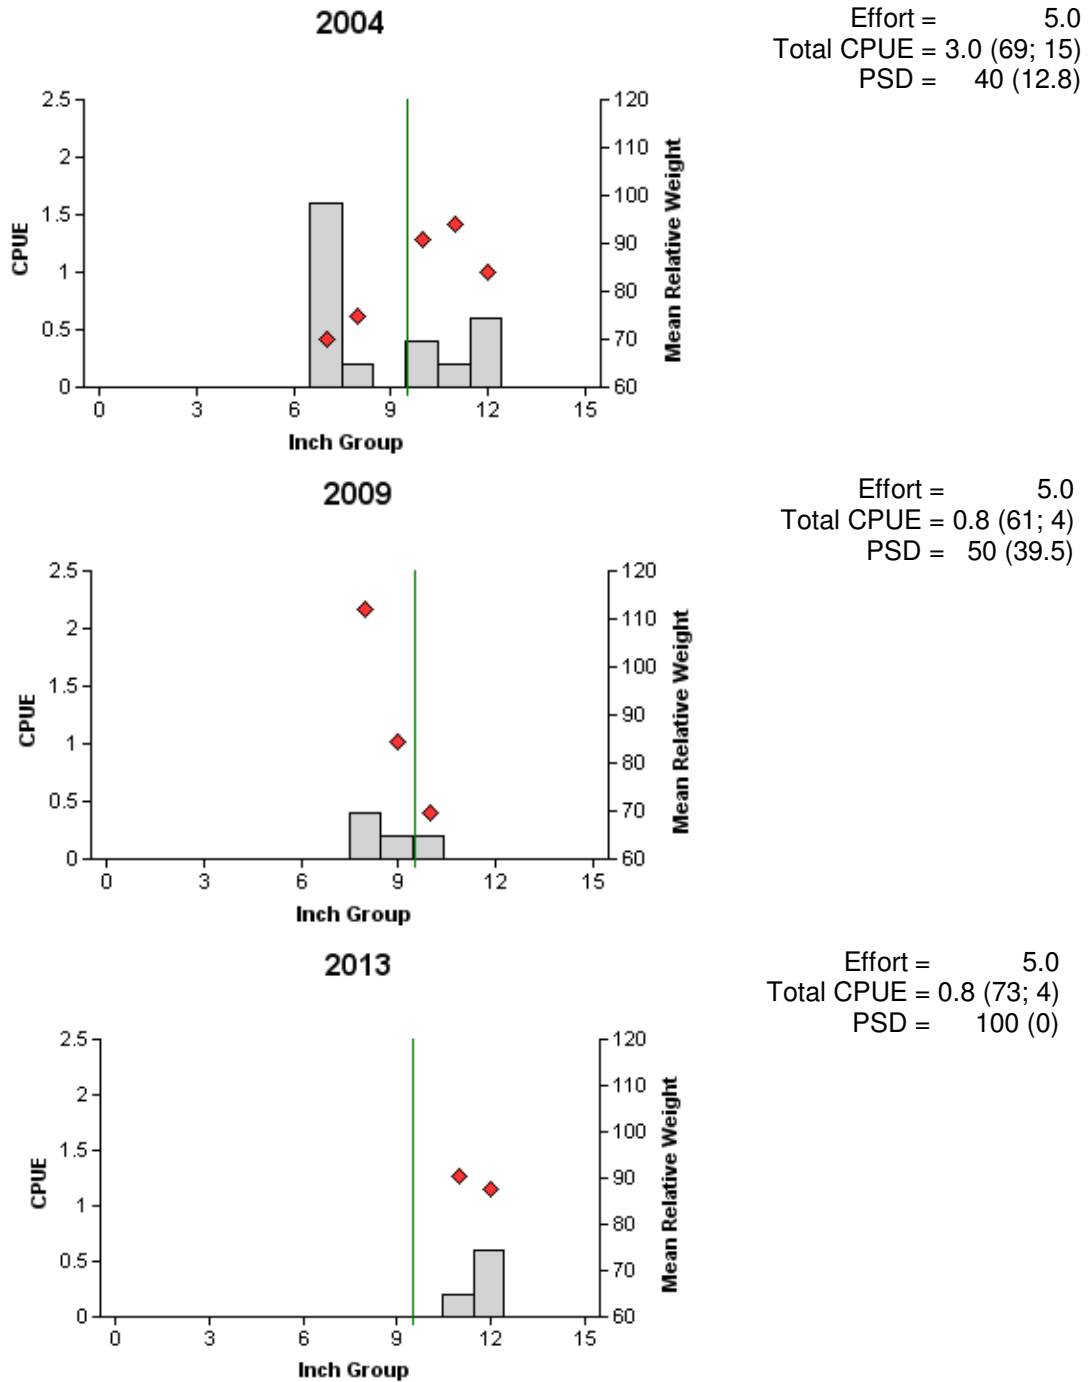 2004
Effort = 5.0
Total CPUE = 3.0 (69; 15)
PSD = 40 (12.8)
2.5
2
1.5
1
0.5
0
CPUE
120
110
100
90
80
70
60
Mean Relative Weight
0 3 6 9 12 15
Inch Group
2009
Effort = 5.0
Total CPUE = 0.8 (61; 4)
PSD = 50 (39.5)
2.5
2
1.5
1
0.5
0
CPUE
120
110
100
90
80
70
60
Mean Relative Weight
0 3 6 9 12 15
Inch Group
2013
Effort = 5.0
Total CPUE = 0.8 (73; 4)
PSD = 100 (0)
2.5
2
1.5
1
0.5
0
CPUE
120
110
100
90
80
70
60
Mean Relative Weight
0 3 6 9 12 15
Inch Group